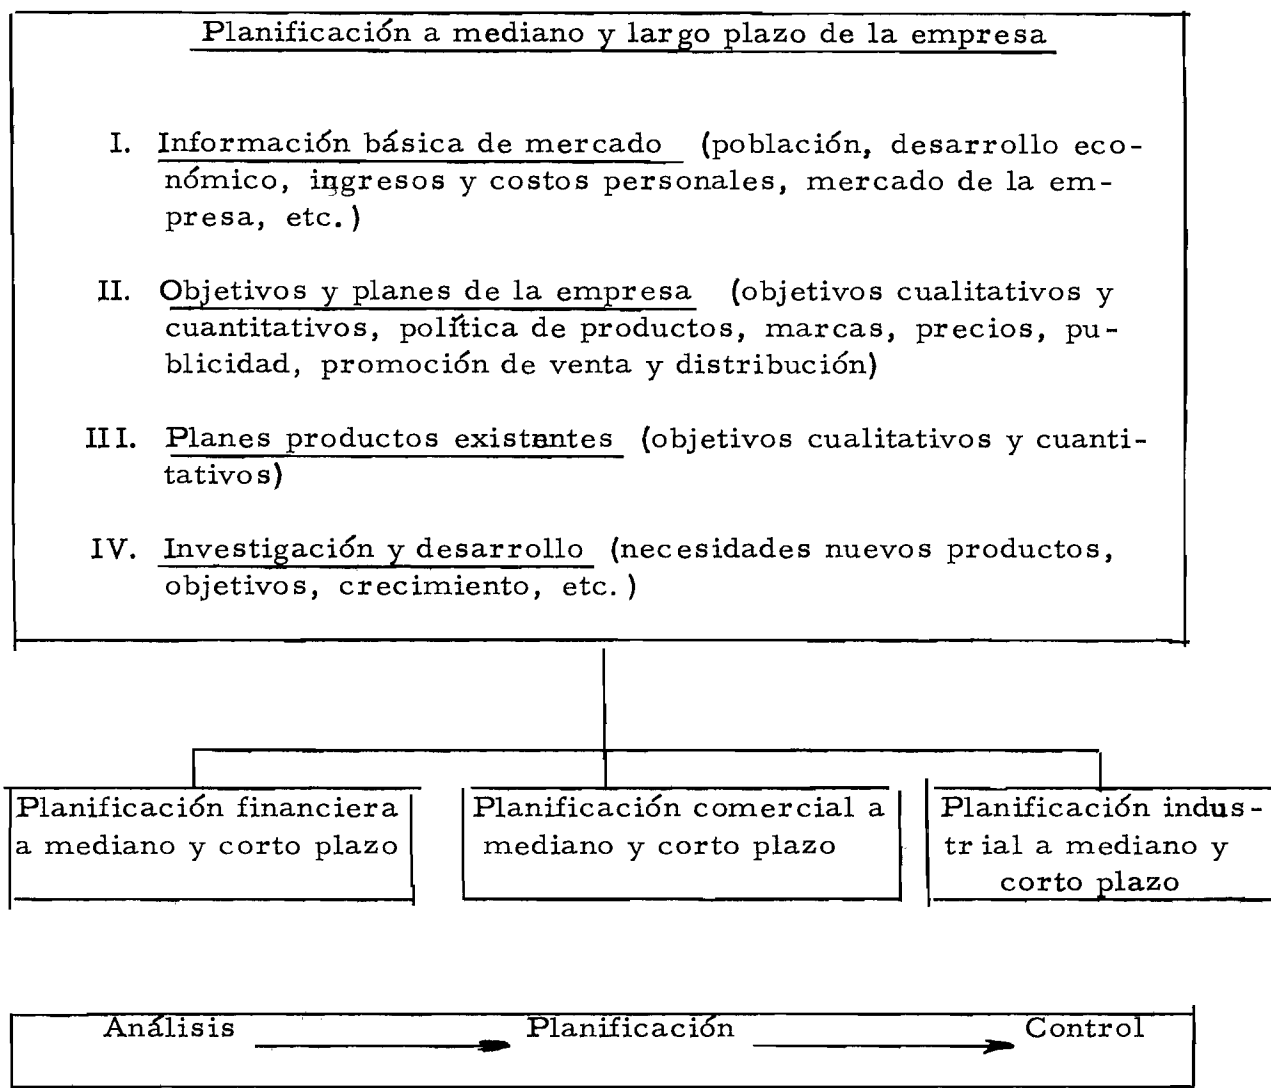 Planificación a mediano y largo plazo de la empresa
I. Información básica de mercado (población, desarrollo eco-
nómico, ingresos y costos personales, mercado de la em-
presa, etc.)
II. Objetivos y planes de la empresa (objetivos cualitativos y
cuantitativos, política de productos, marcas, precios, pu-
blicidad, promoción de venta y distribución)
III. Planes productos existentes (objetivos cualitativos y cuanti-
tativos)
IV. Investigación y desarrollo (necesidades nuevos productos,
objetivos, crecimiento, etc.)
Planificación financiera
a mediano y corto plazo
Planificación comercial a
mediano y corto plazo
Planificación indus-
trial a mediano y
corto plazo
Análisis Planificación Control